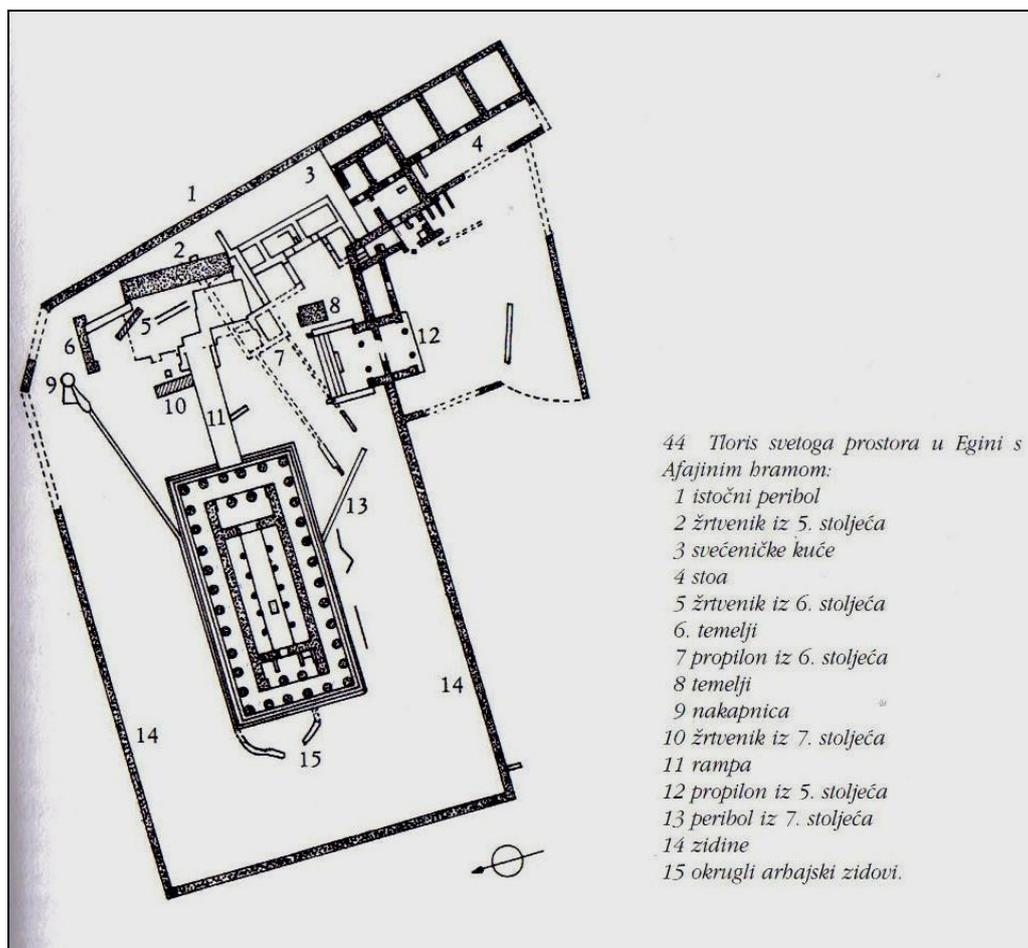 1
2
3
4
5
6
7
8
9
10
11
12
13
14
14
15
44 Tloris svetoga prostora u Egini s
Afajinim hramom:
1 istočni peribol
2 žrtvenik iz 5. stoljeća
3 svećeničke kuće
4 stoa
5 žrtvenik iz 6. stoljeća
6. temelji
7 propilon iz 6. stoljeća
8 temelji
9 nakapnica
10 žrtvenik iz 7. stoljeća
11 rampa
12 propilon iz 5. stoljeća
13 peribol iz 7. stoljeća
14 zidine
15 okrugli arhajski zidovi.